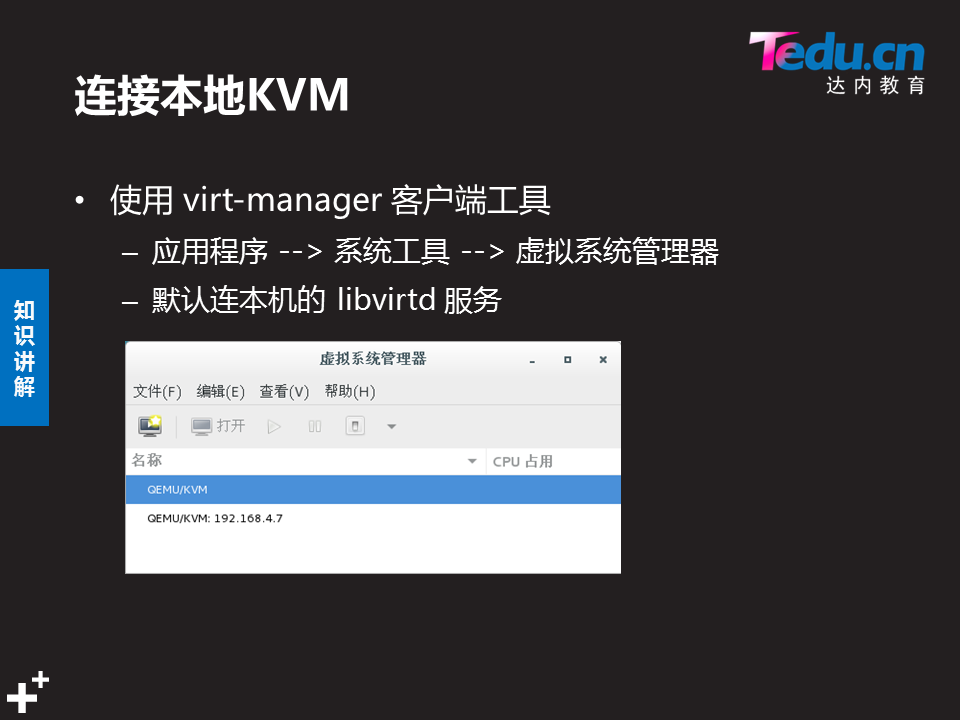 Tedu.cn
达内教育
连接本地KVM
• 使用 virt-manager 客户端工具
– 应用程序 --> 系统工具 --> 虚拟系统管理器
– 默认连本机的 libvirtd 服务
知识讲解
虚拟系统管理器
文件(F) 编辑(E) 查看(V) 帮助(H)
打开
名称 CPU 占用
QEMU/KVM
QEMU/KVM: 192.168.4.7